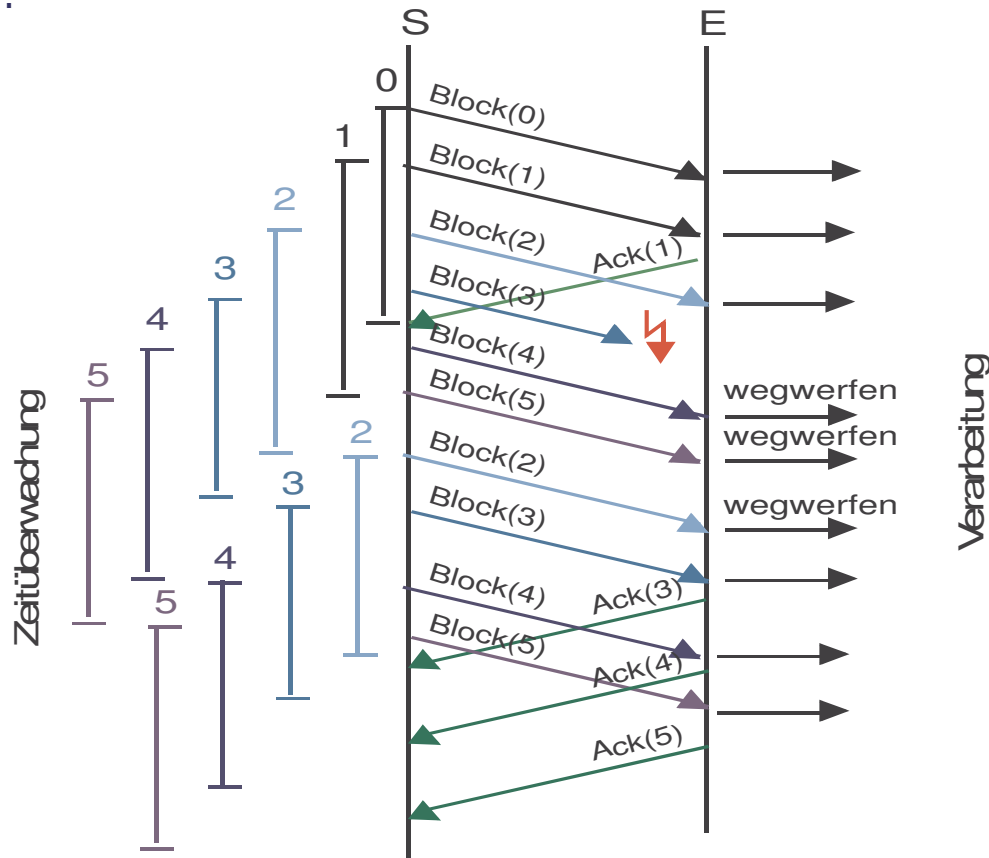 S
E
0
Block(0)
1
Block(1)
2
Block(2)
Ack(1)
3
Block(3)
4
Block(4)
5
Block(5)
wegwerfen
wegwerfen
2
Block(2)
3
Block(3)
wegwerfen
4
Block(4)
Ack(3)
5
Block(5)
Ack(4)
Ack(5)
Zeitüberwachung
Verarbeitung